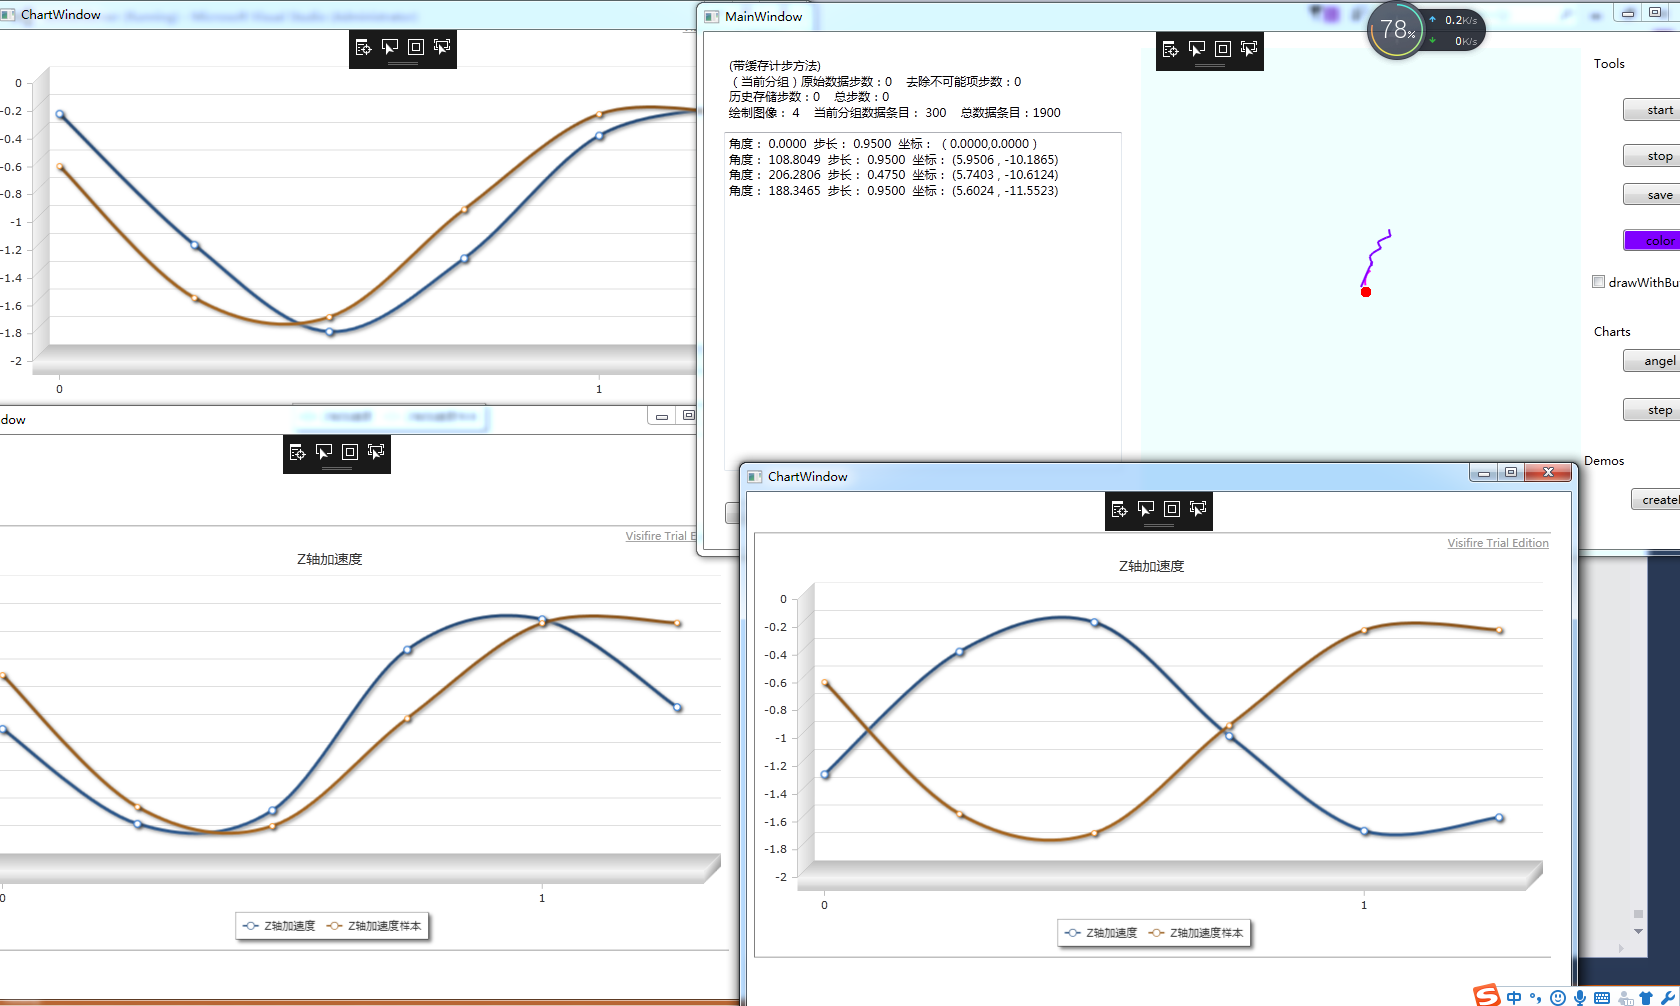 ChartWindow
0
-0.2
-0.4
-0.6
-0.8
-1
-1.2
-1.4
-1.6
-1.8
-2
0
1
MainWindow
(带缓存计步方法)
（当前分组）原始数据步数：0 去除不可能项步数：0
历史存储步数：0 总步数：0
绘制图像： 4 当前分组数据条目： 300 总数据条目：1900
角度： 0.0000 步长： 0.9500 坐标： （ 0.0000,0.0000 ）
角度： 108.8049 步长： 0.9500 坐标： (5.9506 , -10.1865)
角度： 206.2806 步长： 0.4750 坐标： (5.7403 , -10.6124)
角度： 188.3465 步长： 0.9500 坐标： (5.6024 , -11.5523)
78%
0.2K/s
0K/s
Tools
start
stop
save
color
drawWithBu
Charts
angel
step
Demos
create
dow
Visifire Trial E
Z轴加速度
0
1
Z轴加速度 Z轴加速度样本
ChartWindow
Visifire Trial Edition
Z轴加速度
0
-0.2
-0.4
-0.6
-0.8
-1
-1.2
-1.4
-1.6
-1.8
-2
0
1
Z轴加速度 Z轴加速度样本
S中